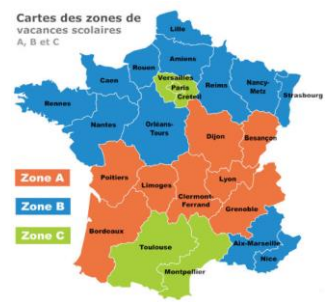 Cartes des zones de
vacances scolaires
A, B et C
Lille
Amiens
Rouen
Caen
Versailles
Paris
Créteil
Reims
Nancy-
Metz
Strasbourg
Rennes
Nantes
Orléans-
Tours
Dijon
Besançon
Zone A
Zone B
Zone C
Poitiers
Limoges
Clermont-
Ferrand
Lyon
Grenoble
Bordeaux
Toulouse
Montpellier
Aix-Marseille
Nice